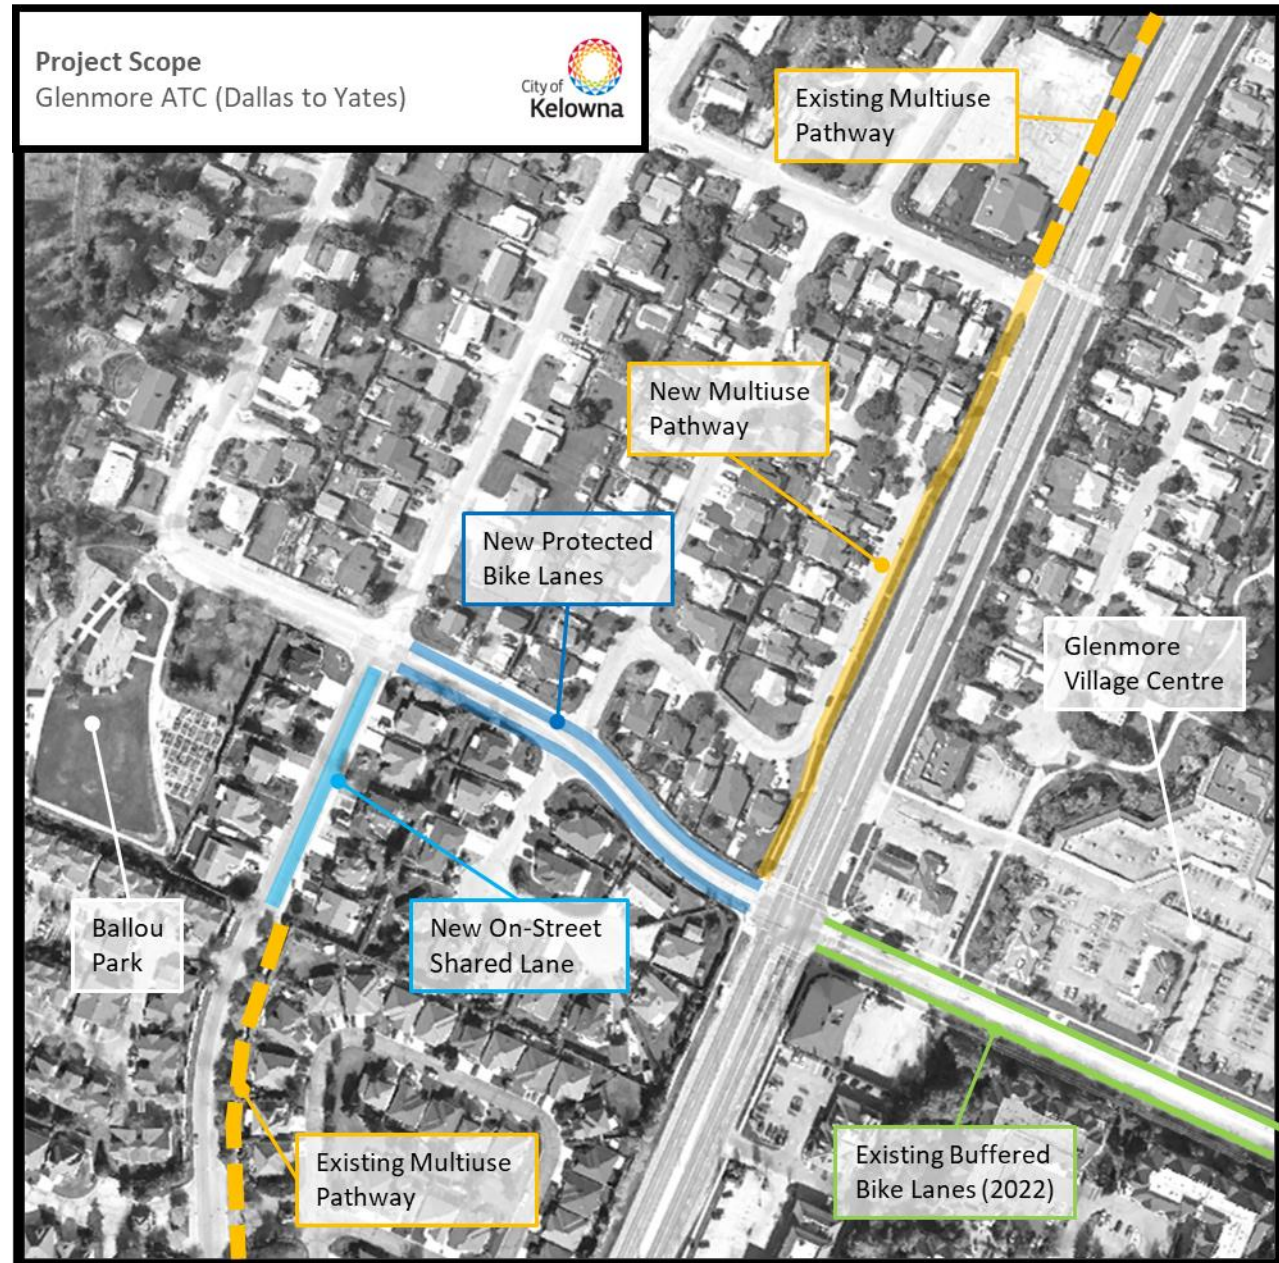 Project Scope
Glenmore ATC (Dallas to Yates)
City of
Kelowna
Existing Multiuse
Pathway
New Multiuse
Pathway
New Protected
Bike Lanes
Glenmore
Village Centre
Ballou
Park
New On-Street
Shared Lane
Existing Multiuse
Pathway
Existing Buffered
Bike Lanes (2022)